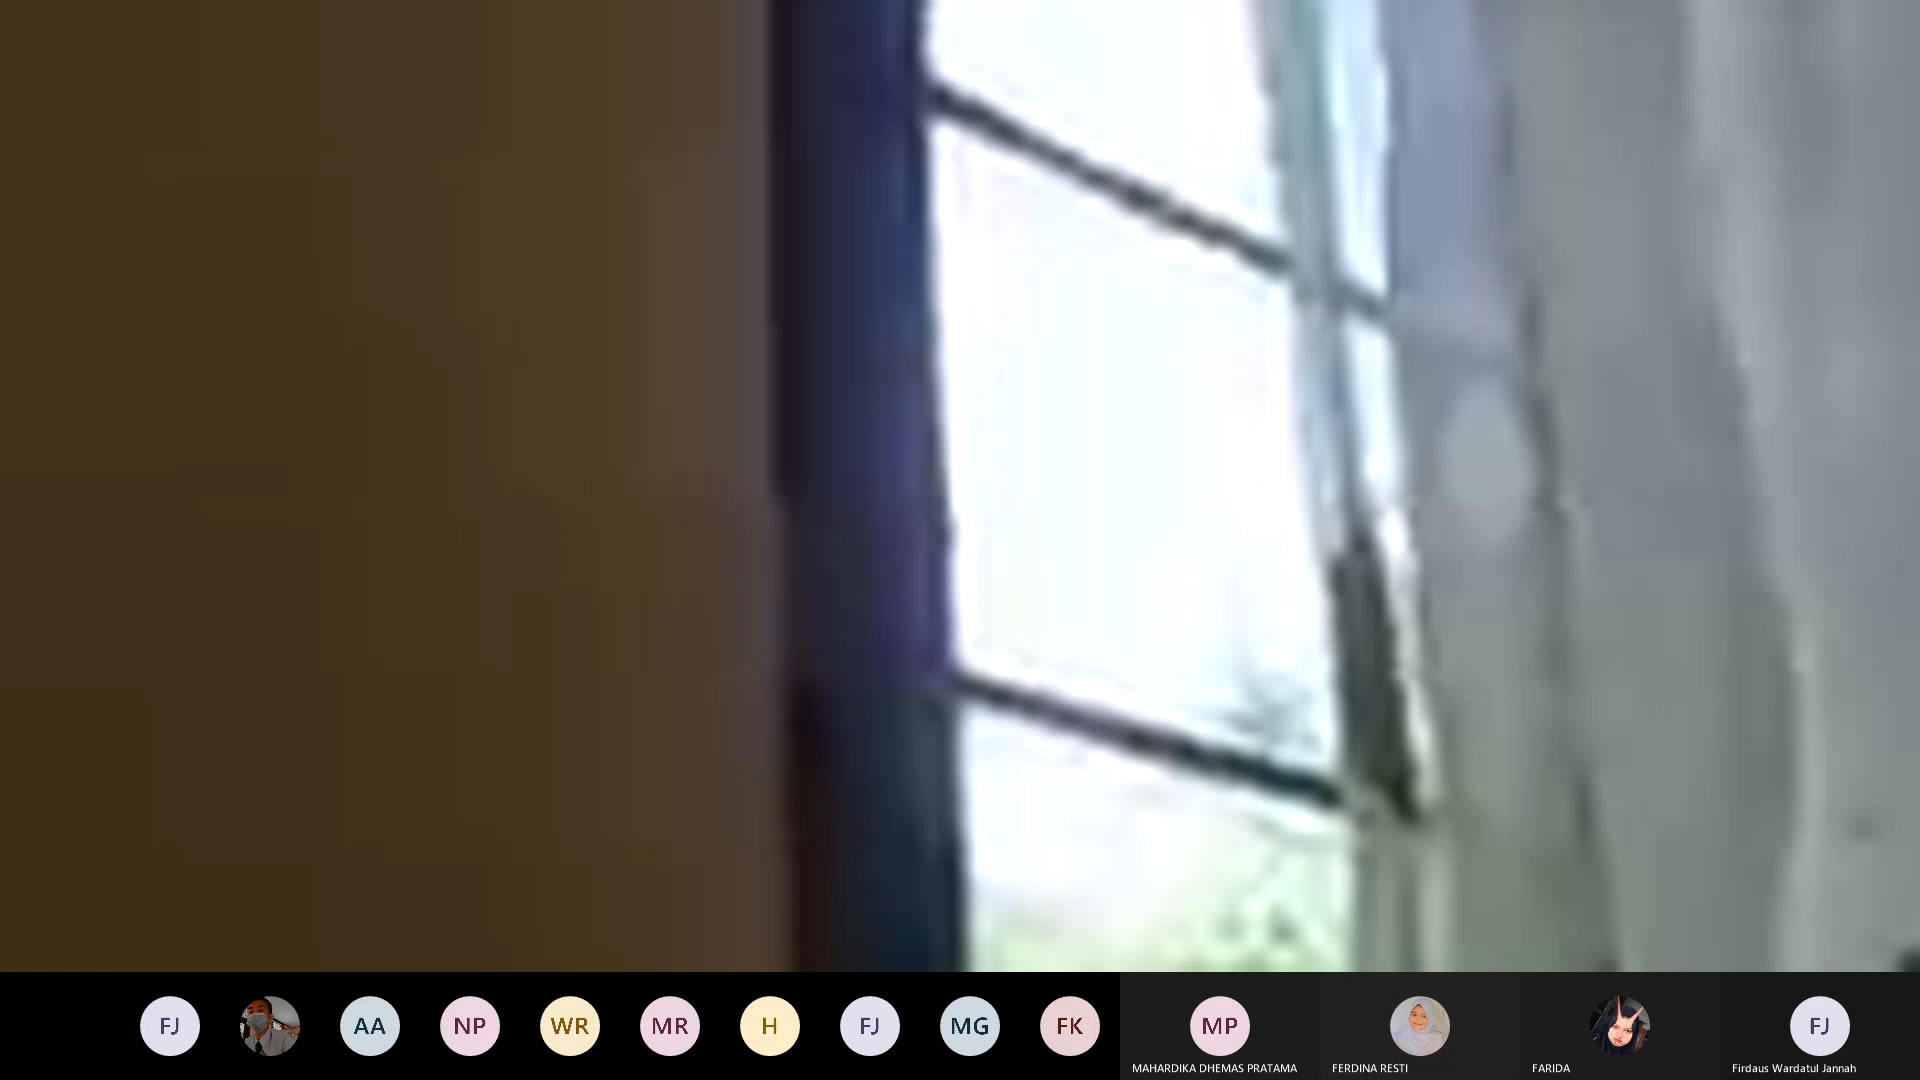 FJ
AA
NP
WR
MR
H
FJ
MG
FK
MP
FJ
MAHARDIKA DHEMAS PRATAMA
FERDINA RESTI
FARIDA
Firdaus Wardatul Jannah